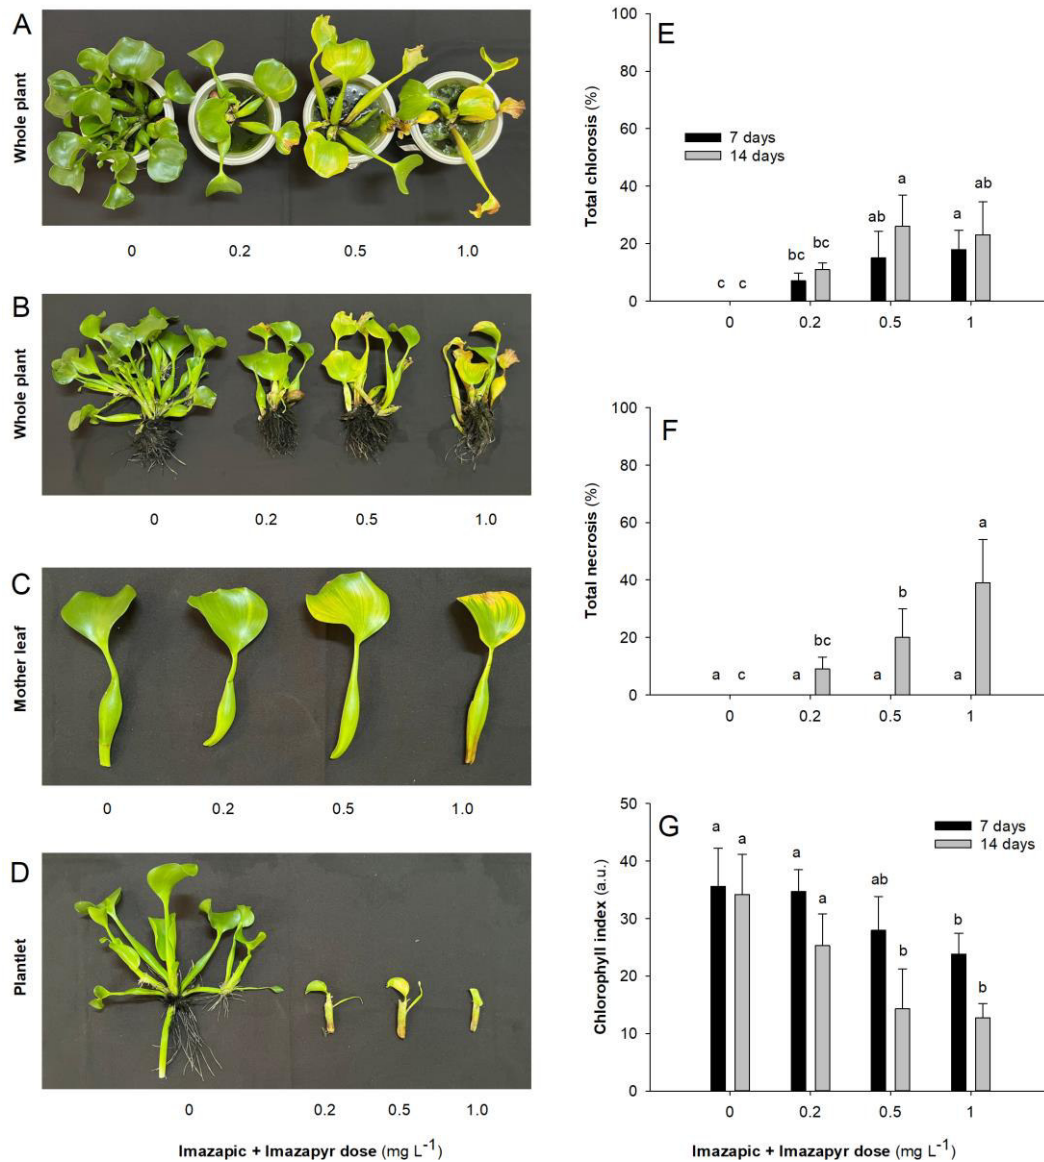 A
Whole plant
0 0.2 0.5 1.0
B
Whole plant
0 0.2 0.5 1.0
C
Mother leaf
0 0.2 0.5 1.0
D
Plantlet
0 0.2 0.5 1.0
Imazapic + Imazapyr dose (mg L⁻¹)
E
Total chlorosis (%)
100
80
60
40
20
0
7 days
14 days
c c bc bc ab a a ab
0 0.2 0.5 1
F
Total necrosis (%)
100
80
60
40
20
0
a c a bc a b a a
0 0.2 0.5 1
G
Chlorophyll index (a.u.)
50
40
30
20
10
0
7 days
14 days
a a a a ab b b b
0 0.2 0.5 1
Imazapic + Imazapyr dose (mg L⁻¹)